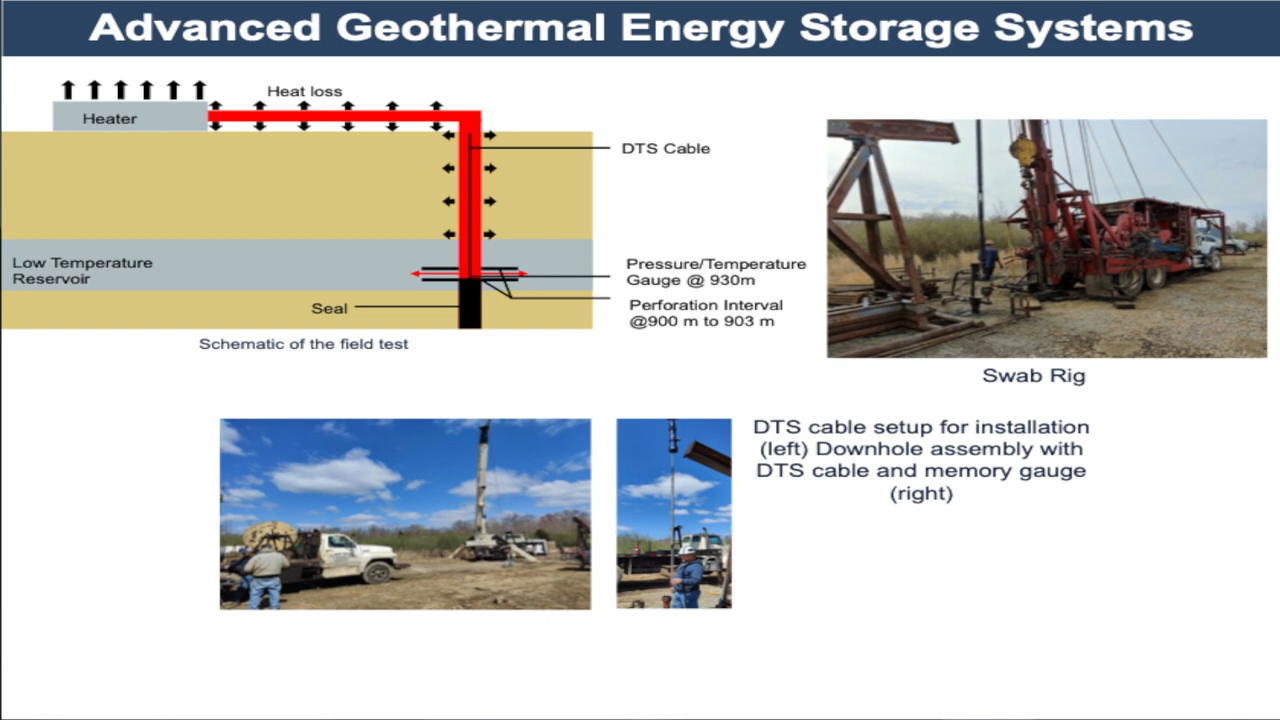 Advanced Geothermal Energy Storage Systems
Heat loss
Heater
DTS Cable
Low Temperature
Reservoir
Pressure/Temperature
Gauge @ 930m
Seal
Perforation Interval
@900 m to 903 m
Schematic of the field test
Swab Rig
DTS cable setup for installation
(left) Downhole assembly with
DTS cable and memory gauge
(right)